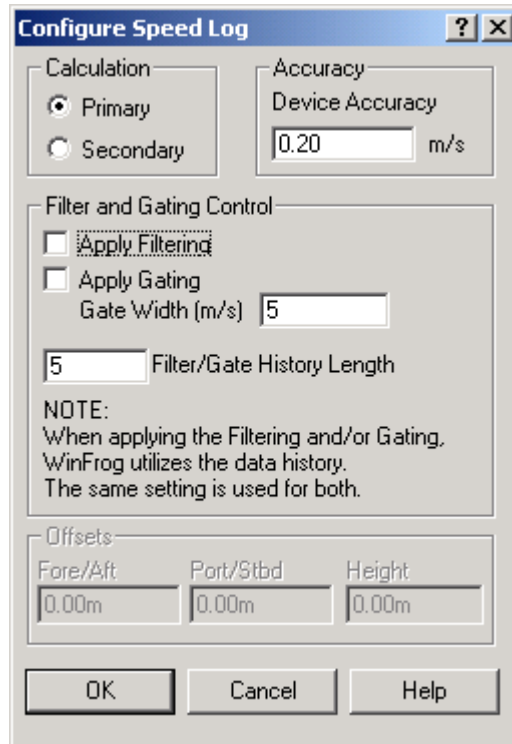 Configure Speed Log
Calculation
Primary
Secondary
Accuracy
Device Accuracy
0.20 m/s
Filter and Gating Control
Apply Filtering
Apply Gating
Gate Width (m/s) 5
5 Filter/Gate History Length
NOTE:
When applying the Filtering and/or Gating,
WinFrog utilizes the data history.
The same setting is used for both.
Offsets
Fore/Aft Port/Stbd Height
0.00m 0.00m 0.00m
OK Cancel Help